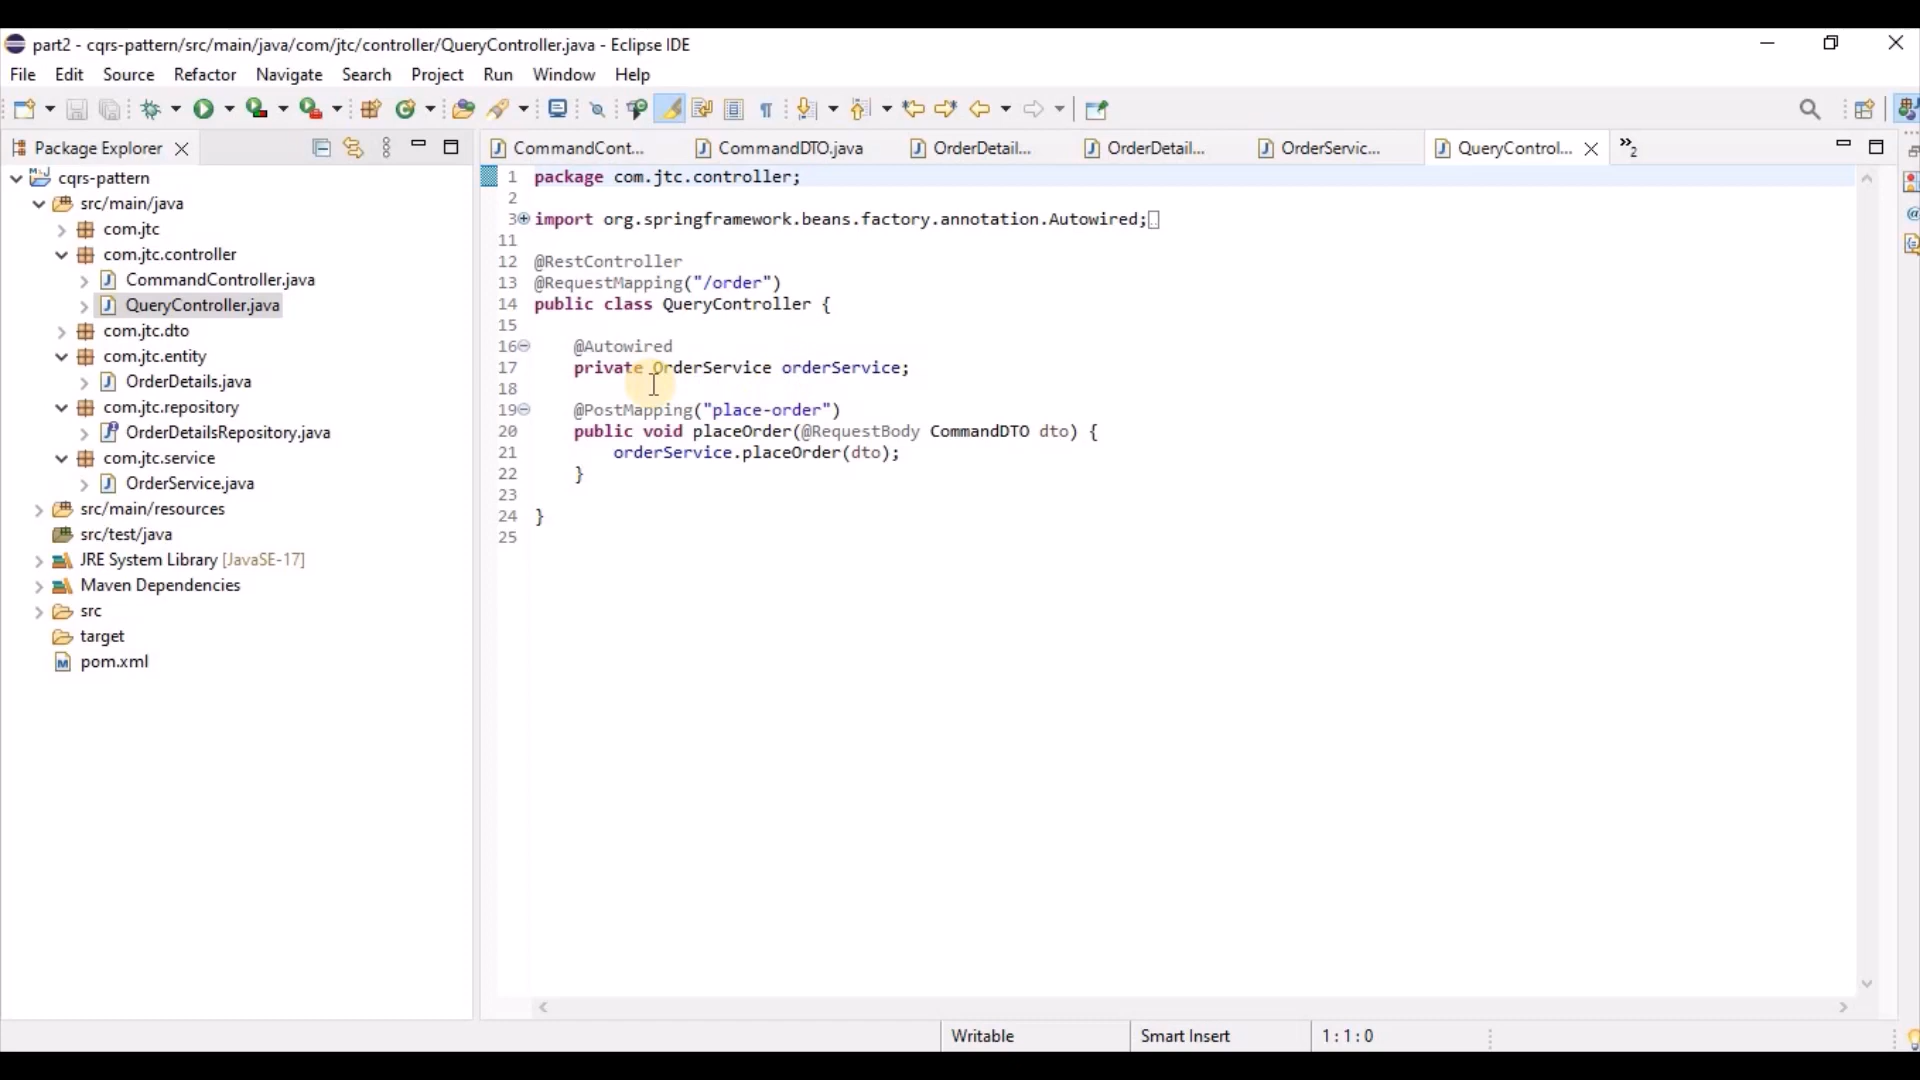 part2 - cqrs-pattern/src/main/java/com/jtc/controller/QueryController.java - Eclipse IDE
File Edit Source Refactor Navigate Search Project Run Window Help
Package Explorer
CommandCont... CommandDTO.java OrderDetail... OrderDetail... OrderServic... QueryControl... »2
cqrs-pattern
src/main/java
com.jtc
com.jtc.controller
CommandController.java
QueryController.java
com.jtc.dto
com.jtc.entity
OrderDetails.java
com.jtc.repository
OrderDetailsRepository.java
com.jtc.service
OrderService.java
src/main/resources
src/test/java
JRE System Library [JavaSE-17]
Maven Dependencies
src
target
pom.xml
1 package com.jtc.controller;
2
3 import org.springframework.beans.factory.annotation.Autowired;
11
12 @RestController
13 @RequestMapping("/order")
14 public class QueryController {
15
16 @Autowired
17 private OrderService orderService;
18
19 @PostMapping("place-order")
20 public void placeOrder(@RequestBody CommandDTO dto) {
21 orderService.placeOrder(dto);
22 }
23
24 }
25
Writable Smart Insert 1 : 1 : 0